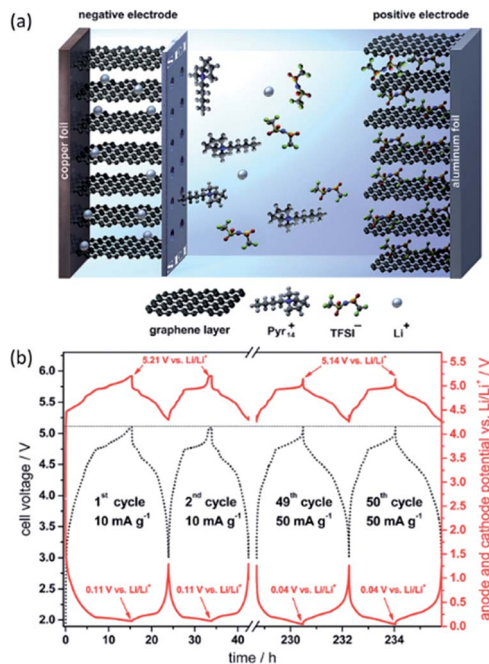 (a)
negative electrode
positive electrode
copper foil
SEI
SEI
aluminum foil
graphene layer
Pyr₁₄⁺
TFSI⁻
Li⁺
(b)
5.21 V vs. Li/Li⁺
5.14 V vs. Li/Li⁺
6.0
5.5
5.0
4.5
4.0
3.5
3.0
2.5
2.0
cell voltage / V
1ˢᵗ cycle
10 mA g⁻¹
2ⁿᵈ cycle
10 mA g⁻¹
49ᵗʰ cycle
50 mA g⁻¹
50ᵗʰ cycle
50 mA g⁻¹
0.11 V vs. Li/Li⁺
0.11 V vs. Li/Li⁺
0.04 V vs. Li/Li⁺
0.04 V vs. Li/Li⁺
5.5
5.0
4.5
4.0
3.5
3.0
2.5
2.0
1.5
1.0
0.5
0.0
anode and cathode potential vs. Li/Li⁺ / V
0 10 20 30 40 230 232 234
time / h